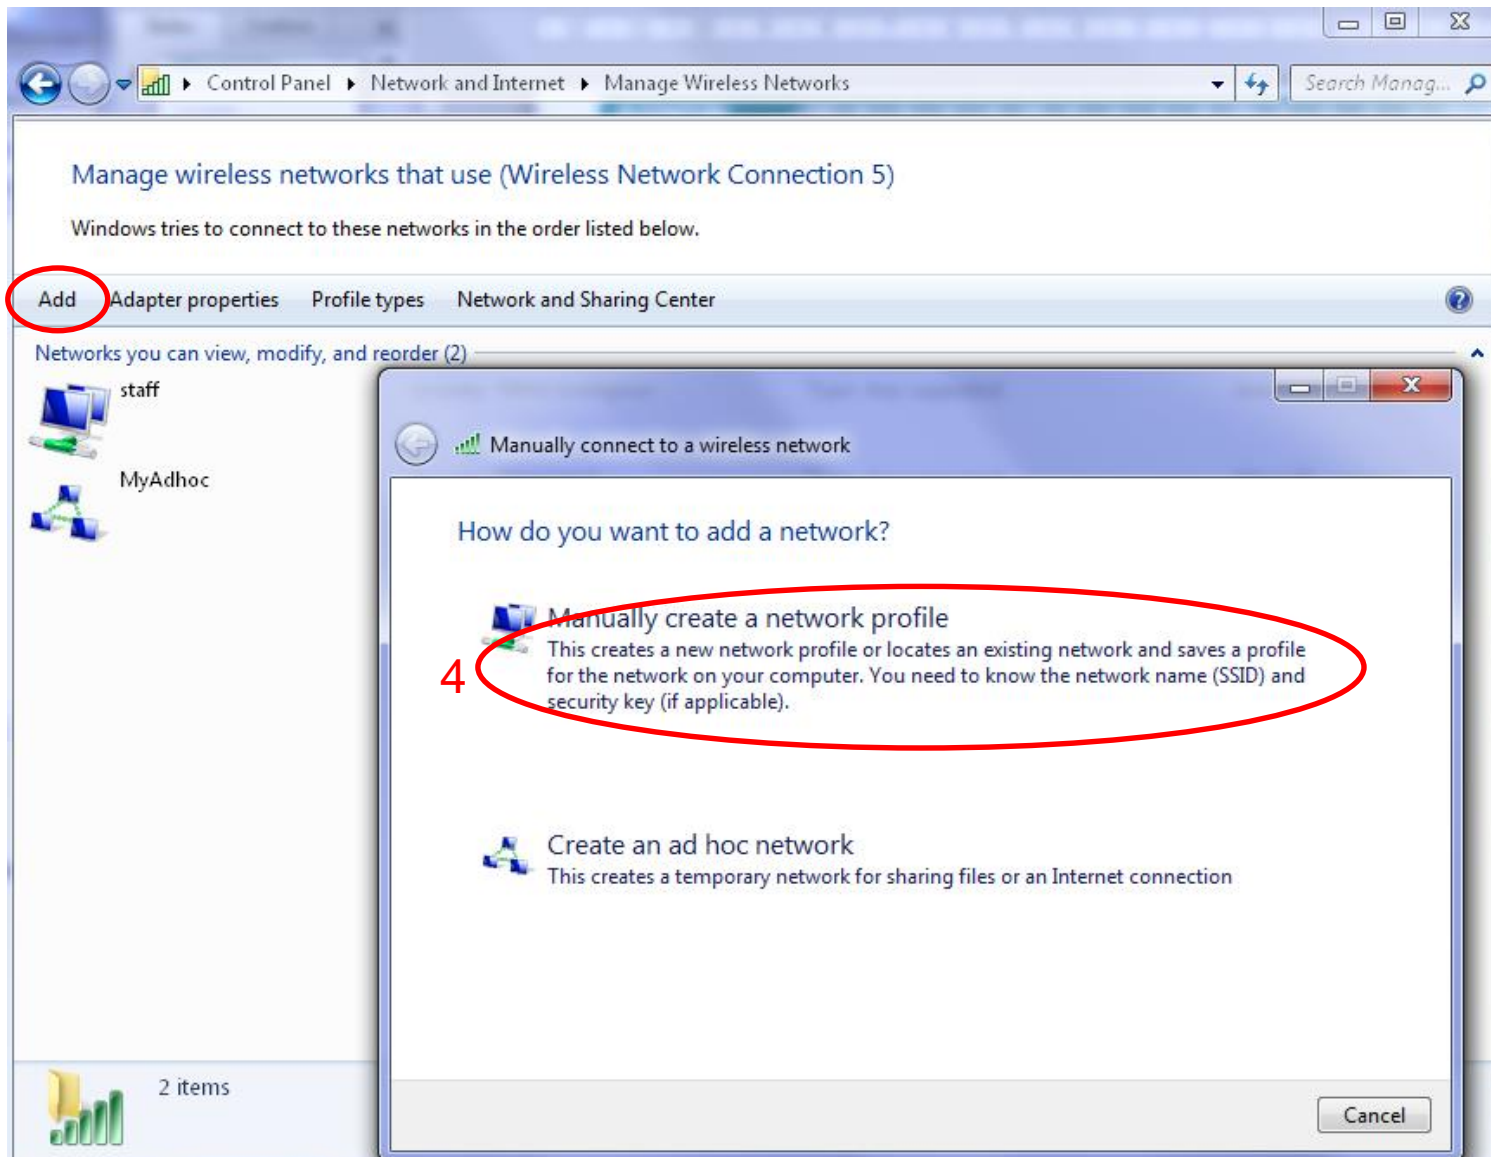 Control Panel Network and Internet Manage Wireless Networks
Search Manag...
Manage wireless networks that use (Wireless Network Connection 5)
Windows tries to connect to these networks in the order listed below.
Add Adapter properties Profile types Network and Sharing Center
Networks you can view, modify, and reorder (2)
staff
MyAdhoc
Manually connect to a wireless network
How do you want to add a network?
Manually create a network profile
This creates a new network profile or locates an existing network and saves a profile
for the network on your computer. You need to know the network name (SSID) and
security key (if applicable).
4
Create an ad hoc network
This creates a temporary network for sharing files or an Internet connection
2 items
Cancel